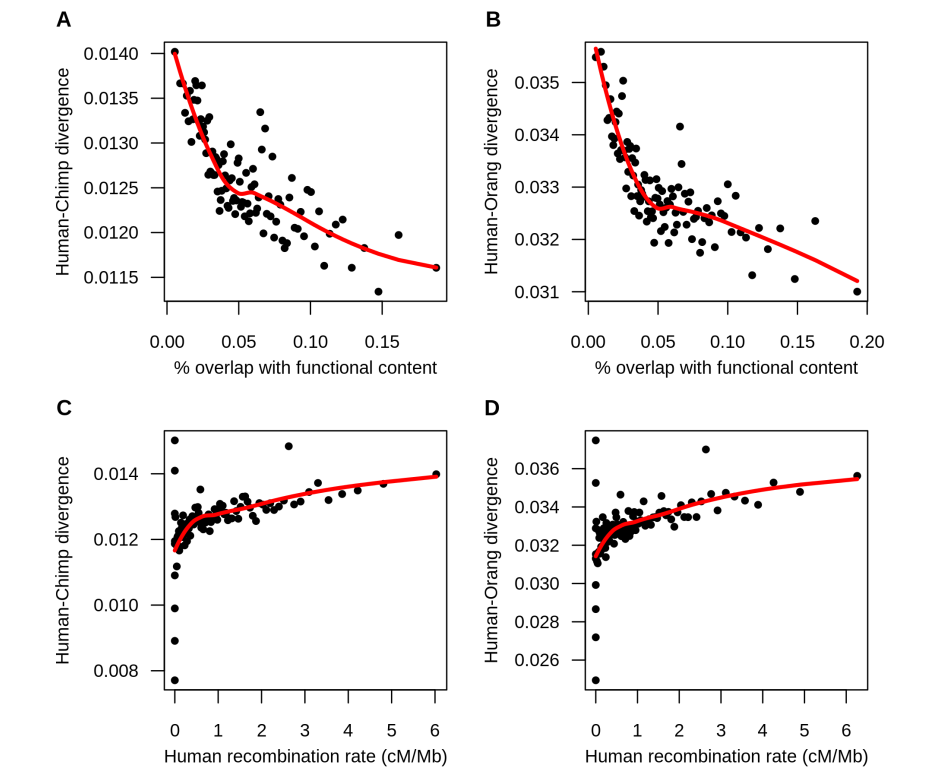 A
Human-Chimp divergence
0.0140
0.0135
0.0130
0.0125
0.0120
0.0115
0.00 0.05 0.10 0.15
% overlap with functional content
B
Human-Orang divergence
0.035
0.034
0.033
0.032
0.031
0.00 0.05 0.10 0.15 0.20
% overlap with functional content
C
Human-Chimp divergence
0.014
0.012
0.010
0.008
0 1 2 3 4 5 6
Human recombination rate (cM/Mb)
D
Human-Orang divergence
0.036
0.034
0.032
0.030
0.028
0.026
0 1 2 3 4 5 6
Human recombination rate (cM/Mb)